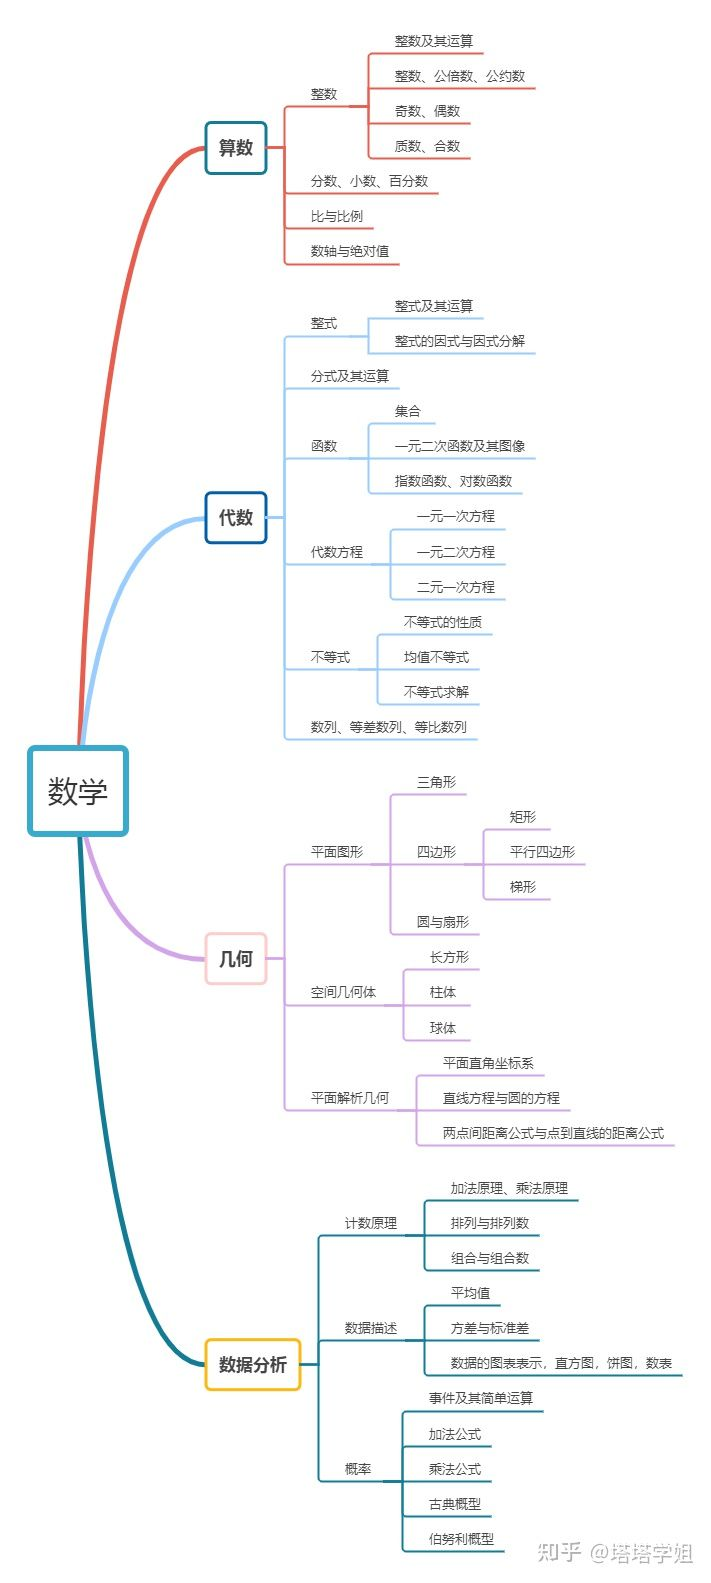 整数及其运算
整数、公倍数、公约数
整数
奇数、偶数
质数、合数
算数
分数、小数、百分数
比与比例
数轴与绝对值
整式及其运算
整式
整式的因式与因式分解
分式及其运算
集合
函数
一元二次函数及其图像
指数函数、对数函数
代数
一元一次方程
代数方程
一元二次方程
二元一次方程
不等式的性质
不等式
均值不等式
不等式求解
数列、等差数列、等比数列
数学
三角形
矩形
平面图形
四边形
平行四边形
梯形
圆与扇形
几何
长方形
空间几何体
柱体
球体
平面直角坐标系
平面解析几何
直线方程与圆的方程
两点间距离公式与点到直线的距离公式
加法原理、乘法原理
计数原理
排列与排列数
组合与组合数
平均值
数据描述
方差与标准差
数据的图表表示，直方图，饼图，数表
数据分析
事件及其简单运算
加法公式
概率
乘法公式
古典概型
伯努利概型
知乎 @塔塔学姐